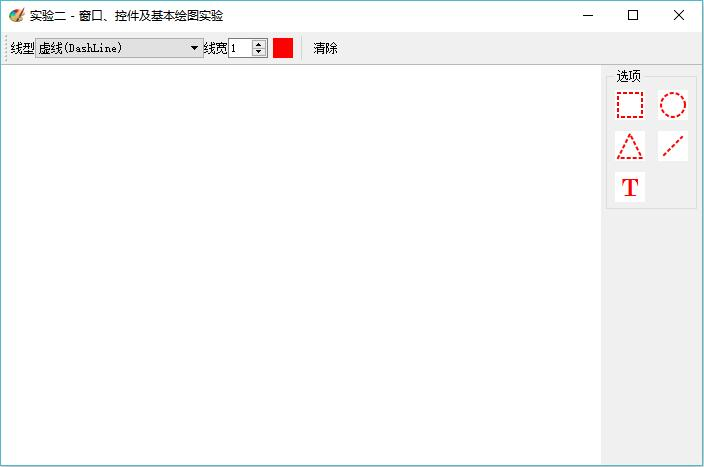 实验二 - 窗口、控件及基本绘图实验
线型 虚线(DashLine) 线宽 1 清除
选项
T